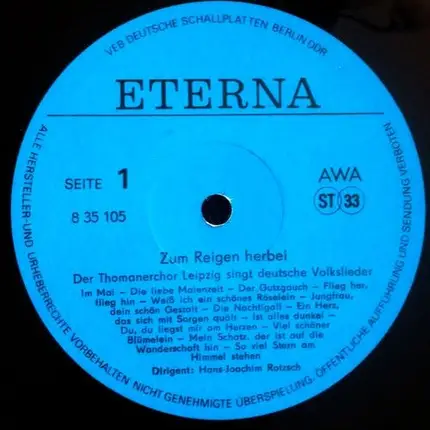 VEB DEUTSCHE SCHALLPLATTEN BERLIN DDR
ETERNA
SEITE 1
8 35 105
AWA
ST 33
Zum Reigen herbei
Der Thomanerchor Leipzig singt deutsche Volkslieder
Im Mai – Die liebe Maienzeit – Der Gutzgauch – Flieg her,
flieg hin – Weiß ich ein schönes Röselein – Jungfrau,
dein schön Gestalt – Die Nachtigall – Ein Herz,
das sich mit Sorgen quält – Ist alles dunkel –
Du, du liegst mir am Herzen – Viel schöner
Blümelein – Mein Schatz, der ist auf die
Wanderschaft hin – So viel Stern am
Himmel stehen
Dirigent: Hans-Joachim Rotzsch
ALLE HERSTELLER- UND URHEBERRECHTE VORBEHALTEN NICHT GENEHMIGTE ÜBERSPIELUNG, ÖFFENTLICHE AUFFÜHRUNG UND SENDUNG VERBOTEN